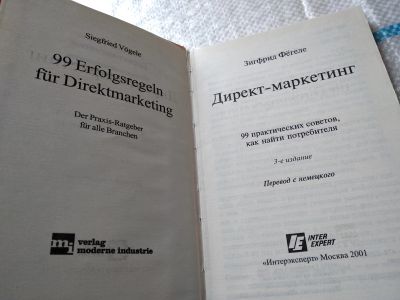 Siegfried Vögele
99 Erfolgsregeln
für Direktmarketing
Der Praxis-Ratgeber
für alle Branchen
mi verlag
moderne industrie
Зигфрид Фёгеле
Директ-маркетинг
99 практических советов,
как найти потребителя
3-е издание
Перевод с немецкого
INTER
EXPERT
«Интерэксперт» Москва 2001